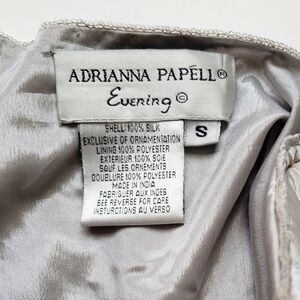 ADRIANNA PAPELL®
Evening ©
S
SHELL: 100% SILK
EXCLUSIVE OF ORNAMENTATION
LINING 100% POLYESTER
EXTERIEUR 100% SOIE
SAUF LES ORNEMENTS
DOUBLURE 100% POLYESTER
MADE IN INDIA
FABRIQUER AUX INDES
SEE REVERSE FOR CARE
INSTURCTIONS AU VERSO